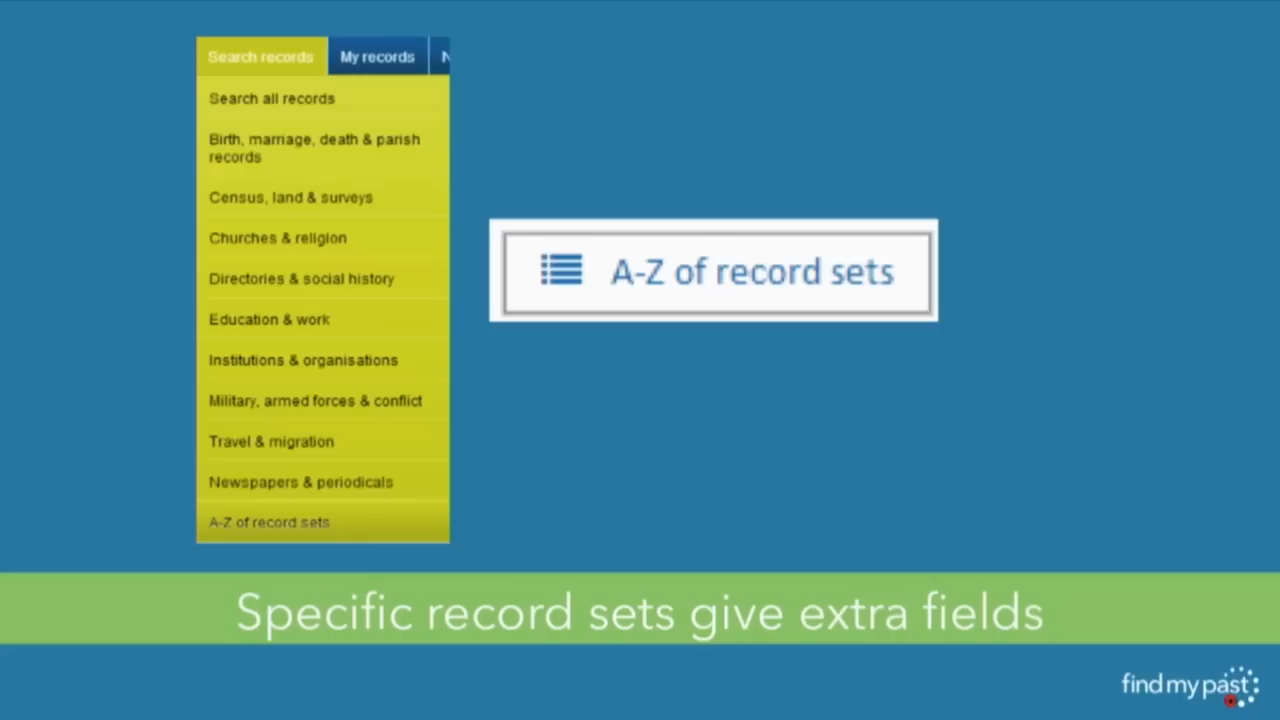 Search records
My records
N
Search all records
Birth, marriage, death & parish
records
Census, land & surveys
Churches & religion
Directories & social history
Education & work
Institutions & organisations
Military, armed forces & conflict
Travel & migration
Newspapers & periodicals
A-Z of record sets
A-Z of record sets
Specific record sets give extra fields
findmypast